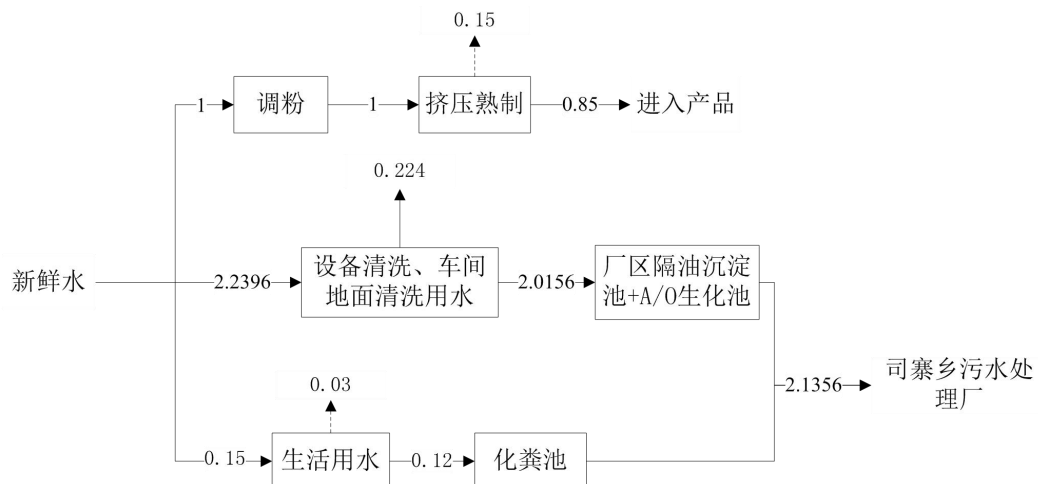 0.15
1
调粉
1
挤压熟制
0.85
进入产品
0.224
新鲜水
2.2396
设备清洗、车间
地面清洗用水
2.0156
厂区隔油沉淀
池+A/O生化池
0.03
2.1356
司寨乡污水处
理厂
0.15
生活用水
0.12
化粪池